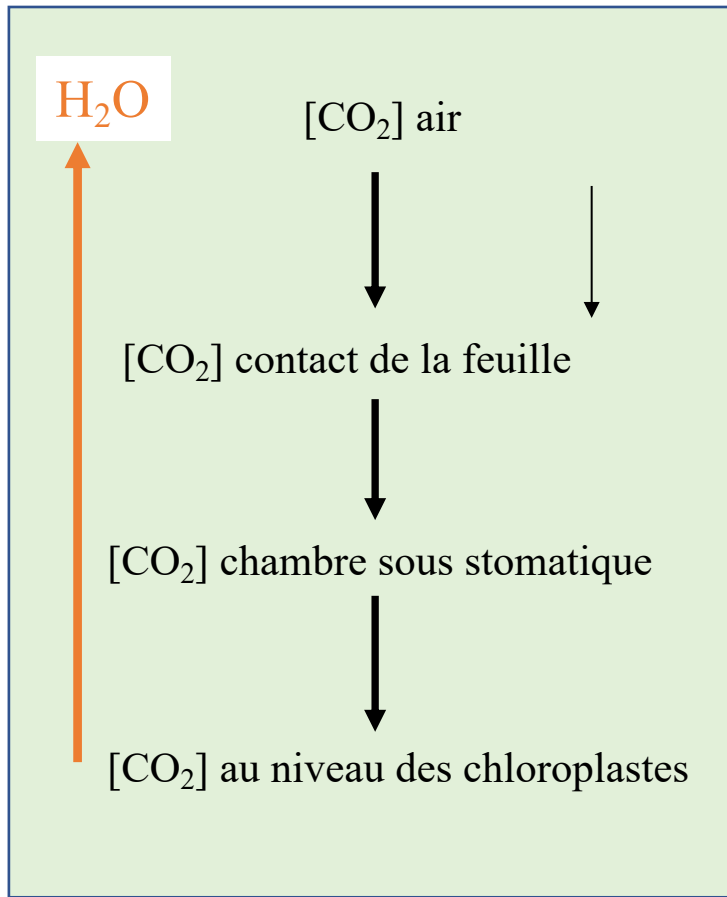 H₂O
[CO₂] air
[CO₂] contact de la feuille
[CO₂] chambre sous stomatique
[CO₂] au niveau des chloroplastes